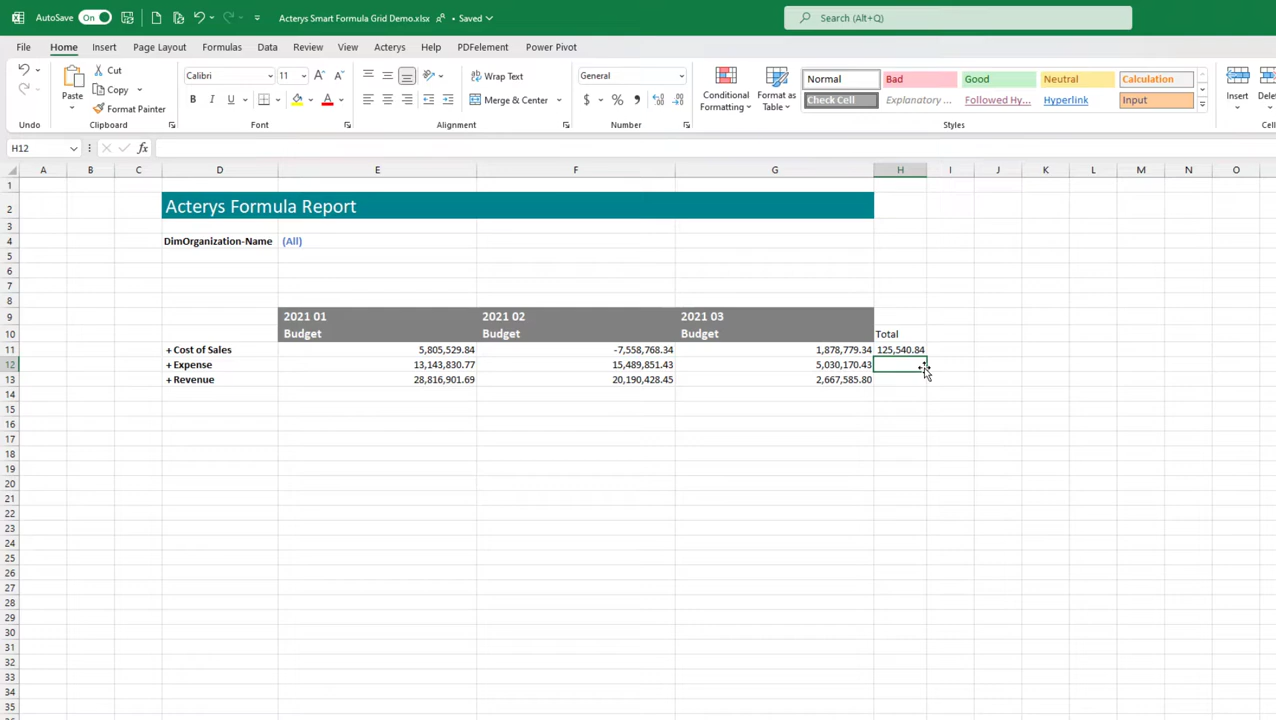 AutoSave On Acterys Smart Formula Grid Demo.xlsx Saved Search (Alt+Q)
File Home Insert Page Layout Formulas Data Review View Acterys Help PDFelement Power Pivot
Cut Calibri 11 Wrap Text General Normal Bad Good Neutral Calculation
Copy Check Cell Explanatory ... Followed Hy... Hyperlink Input
Paste Format Painter B I U Merge & Center $ % Conditional Formatting Format as Table Insert
Undo Clipboard Font Alignment Number Styles
H12 fx
A B C D E F G H I J K L M N O
1
2 Acterys Formula Report
3
4 DimOrganization-Name (All)
5
6
7
8
9 2021 01 2021 02 2021 03
10 Budget Budget Budget Total
11 + Cost of Sales 5,805,529.84 -7,558,768.34 1,878,779.34 125,540.84
12 + Expense 13,143,830.77 15,489,851.43 5,030,170.43
13 + Revenue 28,816,901.69 20,190,428.45 2,667,585.80
14
15
16
17
18
19
20
21
22
23
24
25
26
27
28
29
30
31
32
33
34
35